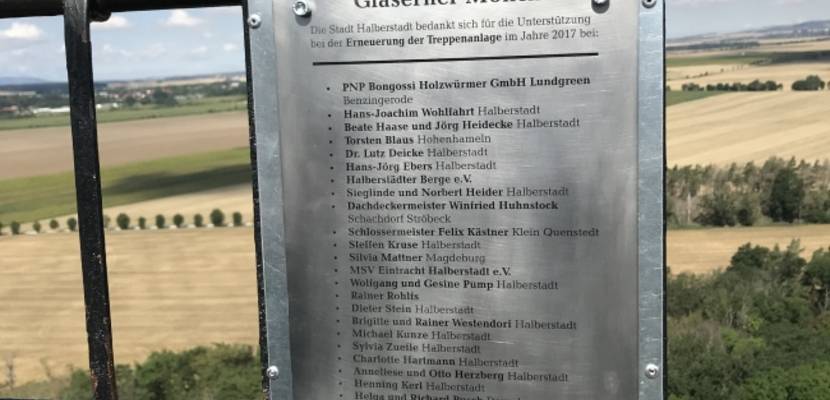 Gläserner Mönch
Die Stadt Halberstadt bedankt sich für die Unterstützung
bei der Erneuerung der Treppenanlage im Jahre 2017 bei:
• PNP Bongossi Holzwürmer GmbH Lundgreen
Benzingerode
• Hans-Joachim Wohlfahrt Halberstadt
• Beate Haase und Jörg Heidecke Halberstadt
• Torsten Blaus Hohenhameln
• Dr. Lutz Deicke Halberstadt
• Hans-Jörg Ebers Halberstadt
• Halberstädter Berge e.V.
• Sieglinde und Norbert Heider Halberstadt
• Dachdeckermeister Winfried Huhnstock
Schachdorf Ströbeck
• Schlossermeister Felix Kästner Klein Quenstedt
• Steffen Kruse Halberstadt
• Silvia Mattner Magdeburg
• MSV Eintracht Halberstadt e.V.
• Wolfgang und Gesine Pump Halberstadt
• Rainer Rohlis
• Dieter Stein Halberstadt
• Brigitte und Rainer Westendorf Halberstadt
• Michael Kunze Halberstadt
• Sylvia Zueile Halberstadt
• Charlotte Hartmann Halberstadt
• Anneliese und Otto Herzberg Halberstadt
• Henning Kerl Halberstadt
• Helga und Richard